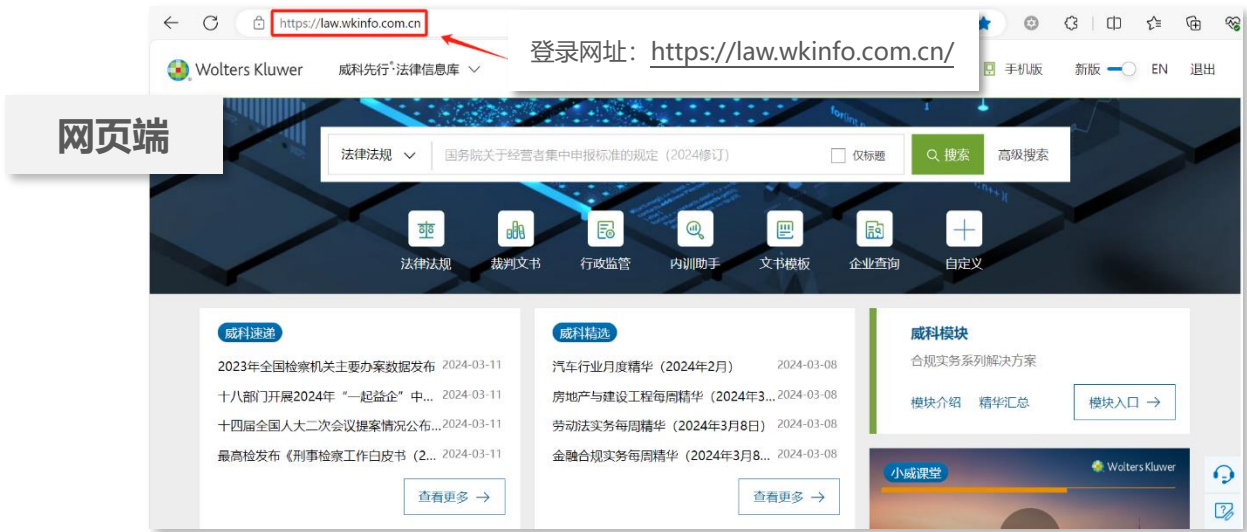 https://law.wkinfo.com.cn
登录网址：https://law.wkinfo.com.cn/
Wolters Kluwer
威科先行®·法律信息库
手机版
新版
EN
退出
网页端
法律法规
国务院关于经营者集中申报标准的规定（2024修订）
仅标题
搜索
高级搜索
法律法规
裁判文书
行政监管
内训助手
文书模板
企业查询
自定义
威科速递
2023年全国检察机关主要办案数据发布 2024-03-11
十八部门开展2024年“一起益企”中... 2024-03-11
十四届全国人大二次会议提案情况公布...2024-03-11
最高检发布《刑事检察工作白皮书（2... 2024-03-11
查看更多 →
威科精选
汽车行业月度精华（2024年2月） 2024-03-08
房地产与建设工程每周精华（2024年3... 2024-03-08
劳动法实务每周精华（2024年3月8日） 2024-03-08
金融合规实务每周精华（2024年3月8... 2024-03-08
查看更多 →
威科模块
合规实务系列解决方案
模块介绍 精华汇总
模块入口 →
小威课堂
Wolters Kluwer